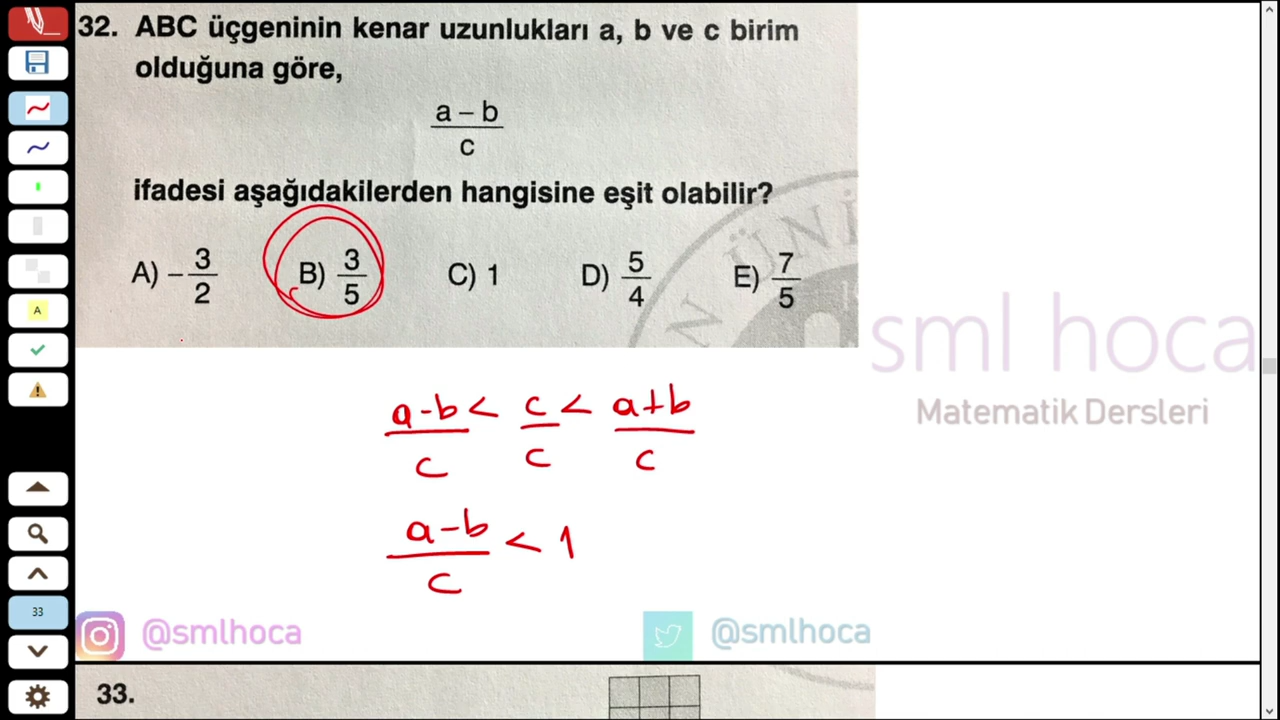 32. ABC üçgeninin kenar uzunlukları a, b ve c birim
olduğuna göre,
a – b
c
ifadesi aşağıdakilerden hangisine eşit olabilir?
A) – 3/2 B) 3/5 C) 1 D) 5/4 E) 7/5
N ÜNİ
sml hoca
Matematik Dersleri
a-b < c < a+b
c c c
a-b < 1
c
@smlhoca @smlhoca
33.
A
33